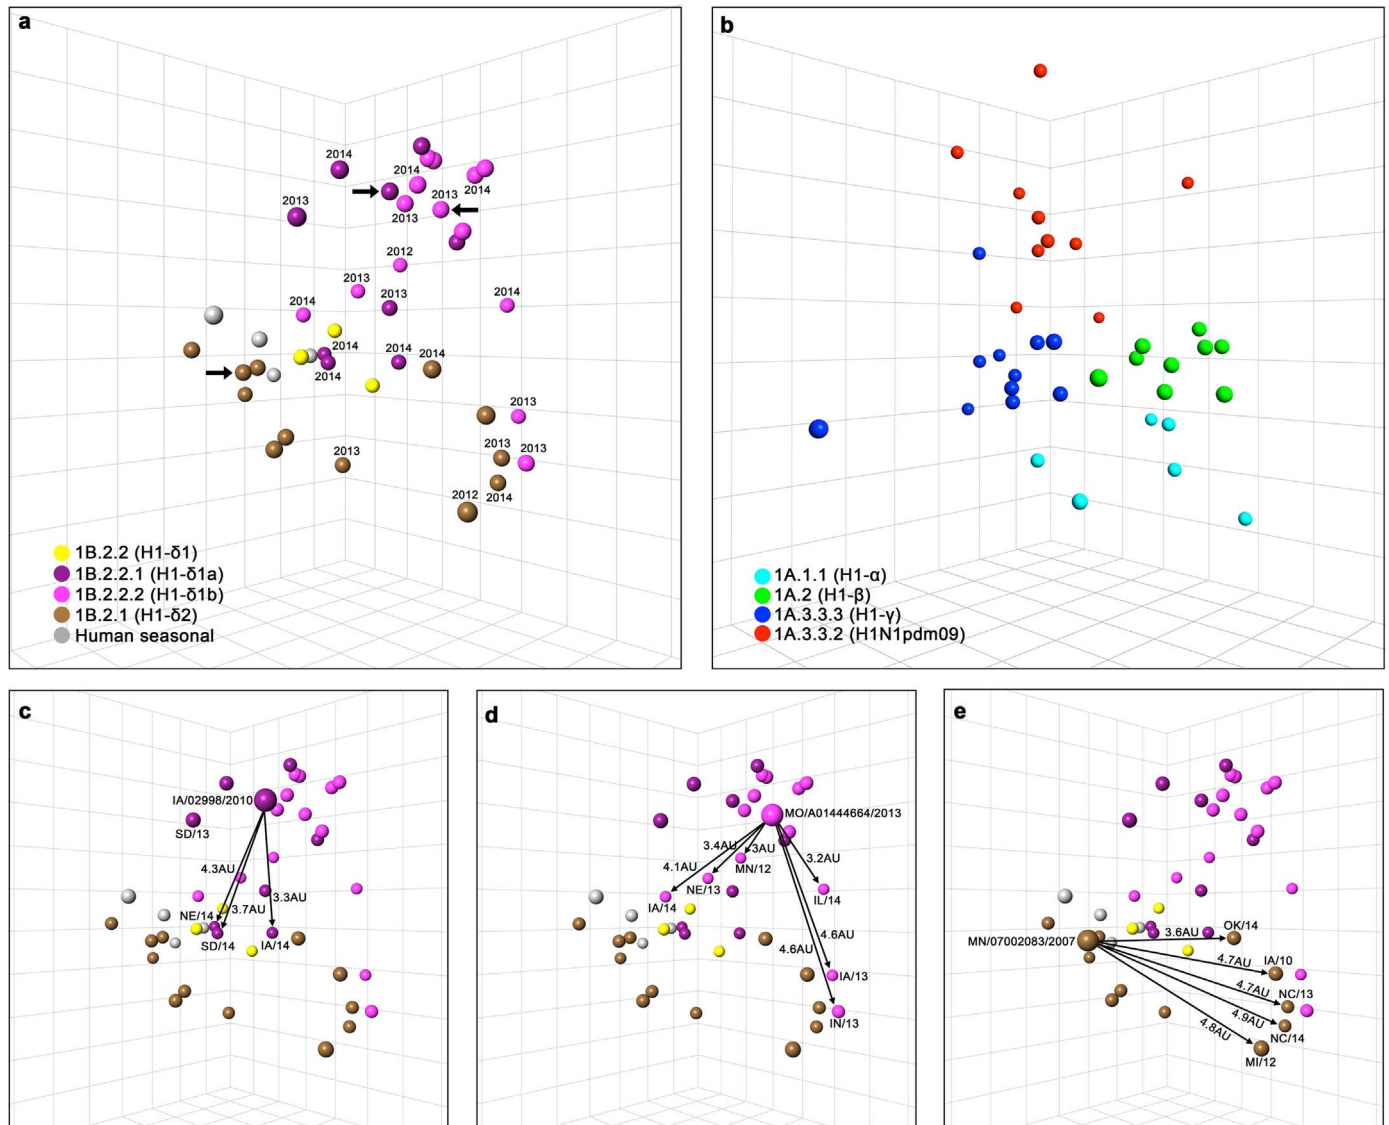 a
2014
2014
2013
2014
2013
2013
2012
2013
2013
2014
2014
2014
2014
2014
2013
2013
2013
2013
2012
2014
1B.2.2 (H1-δ1)
1B.2.2.1 (H1-δ1a)
1B.2.2.2 (H1-δ1b)
1B.2.1 (H1-δ2)
Human seasonal
b
1A.1.1 (H1-α)
1A.2 (H1-β)
1A.3.3.3 (H1-γ)
1A.3.3.2 (H1N1pdm09)
c
IA/02998/2010
SD/13
4.3AU
3.3AU
3.7AU
NE/14
SD/14
IA/14
d
MO/A01444664/2013
3.4AU
3AU
3.2AU
4.1AU
MN/12
NE/13
IA/14
IL/14
4.6AU
4.6AU
IA/13
IN/13
e
MN/07002083/2007
3.6AU
OK/14
4.7AU
IA/10
4.7AU
NC/13
4.9AU
NC/14
4.8AU
MI/12